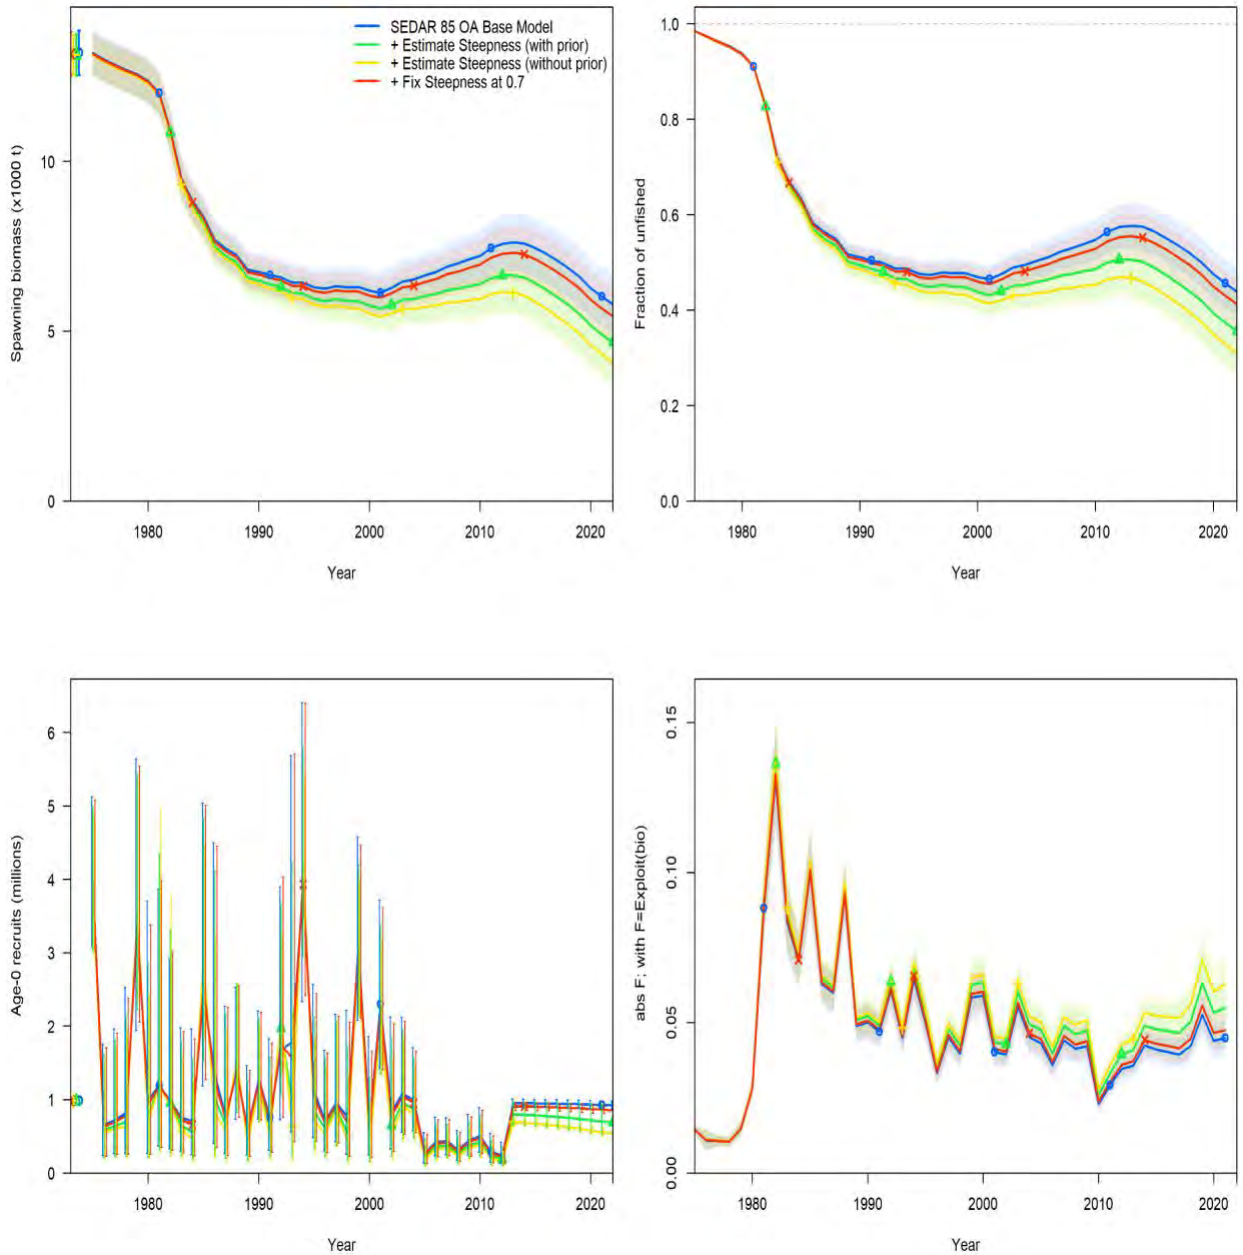 SEDAR 85 OA Base Model
+ Estimate Steepness (with prior)
+ Estimate Steepness (without prior)
+ Fix Steepness at 0.7
Spawning biomass (x1000 t)
10
5
0
1980 1990 2000 2010 2020
Year
Fraction of unfished
1.0
0.8
0.6
0.4
0.2
0.0
1980 1990 2000 2010 2020
Year
Age-0 recruits (millions)
6
5
4
3
2
1
0
1980 1990 2000 2010 2020
Year
abs F; with F=Exploit(bio)
0.15
0.10
0.05
0.00
1980 1990 2000 2010 2020
Year